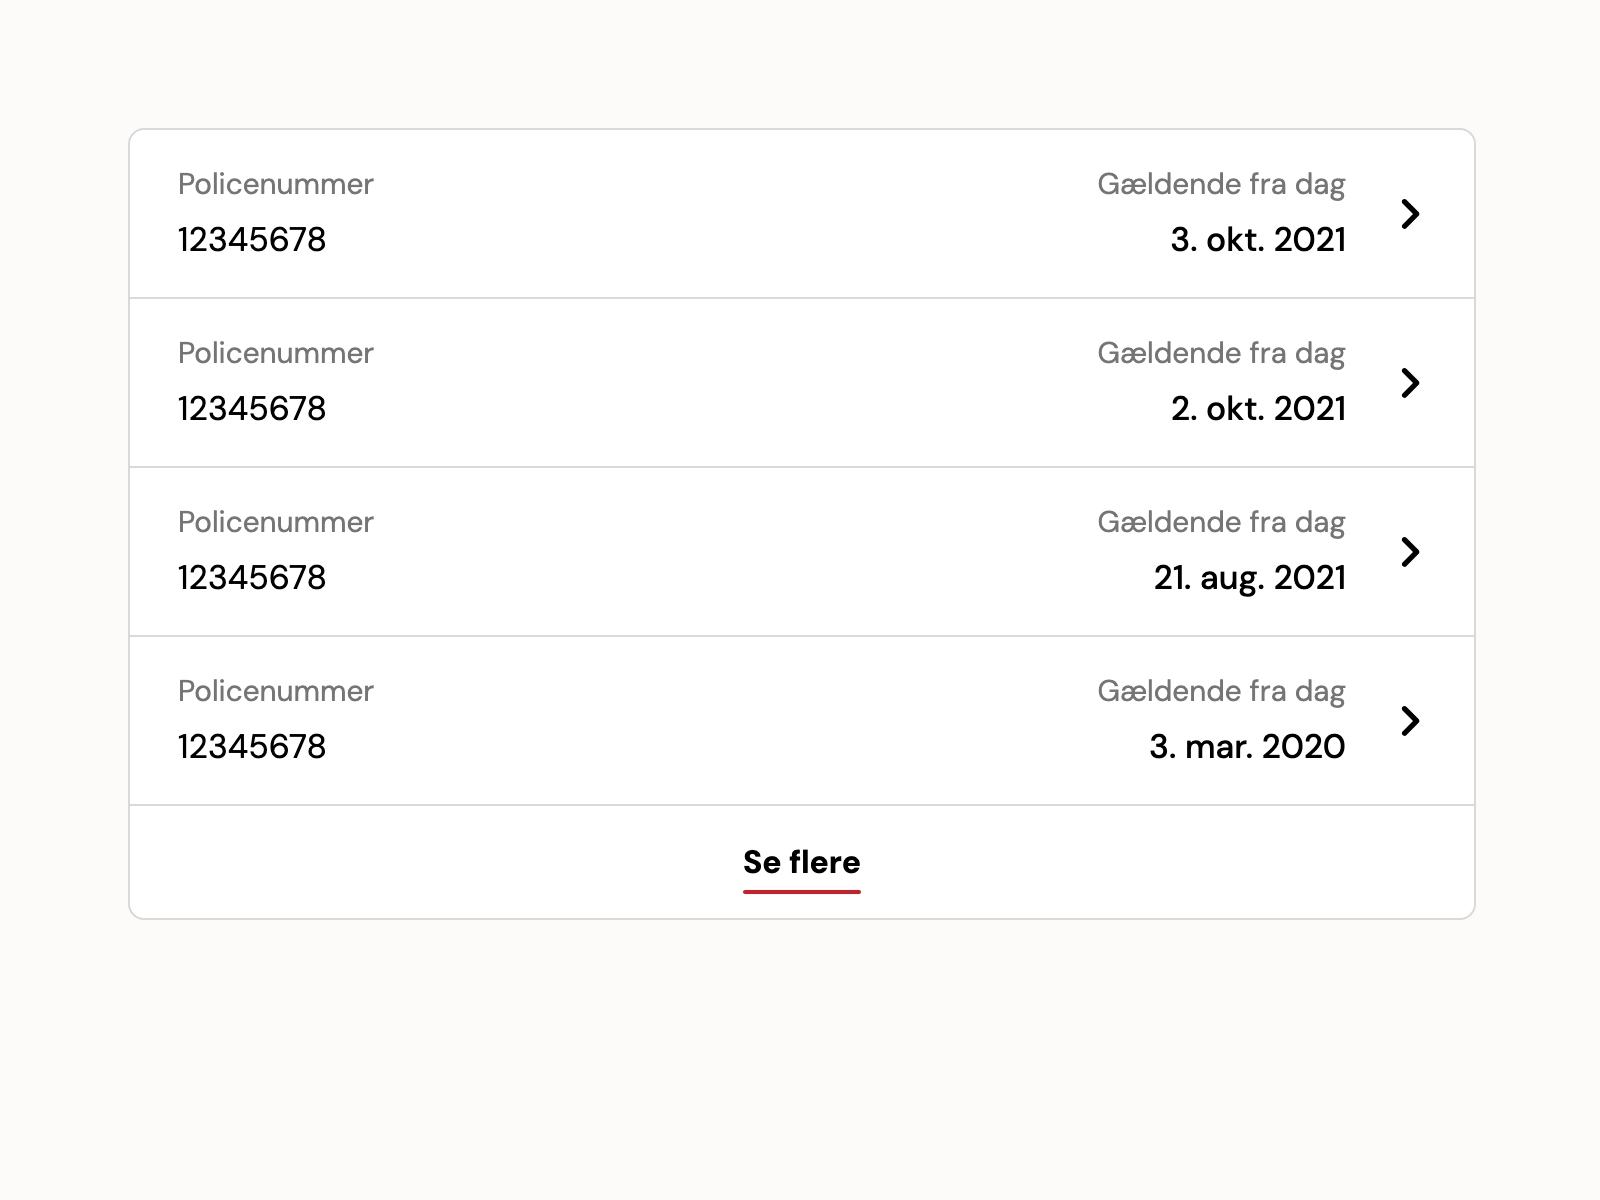 Policenummer
Gældende fra dag
12345678
3. okt. 2021
Policenummer
Gældende fra dag
12345678
2. okt. 2021
Policenummer
Gældende fra dag
12345678
21. aug. 2021
Policenummer
Gældende fra dag
12345678
3. mar. 2020
Se flere